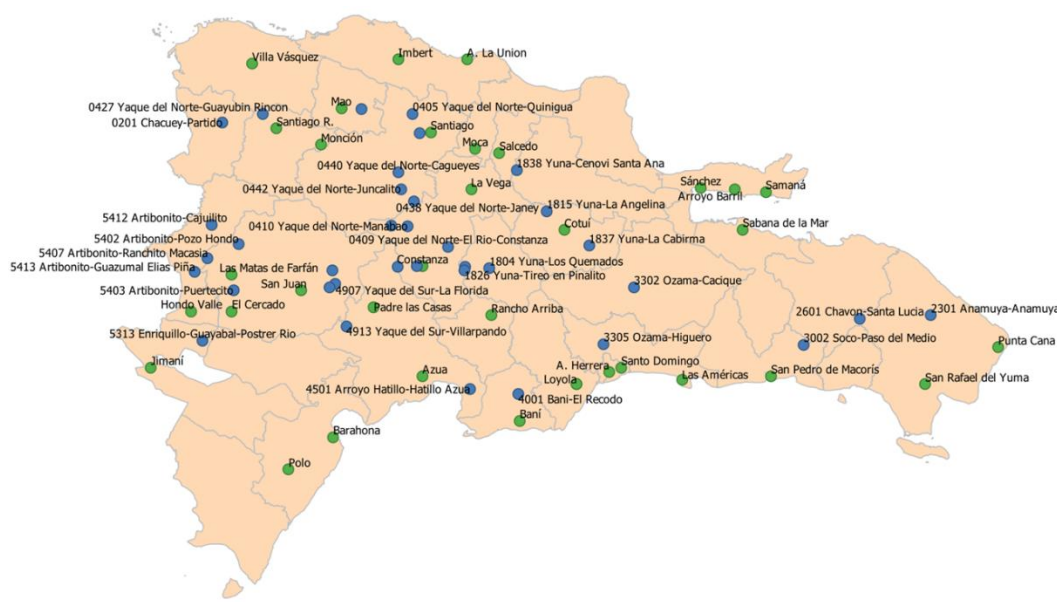 Imbert
A. La Union
Villa Vásquez
Mao
0427 Yaque del Norte-Guayubin Rincon
0405 Yaque del Norte-Quinigua
0201 Chacuey-Partido
Santiago R.
Santiago
Monción
Moca
Salcedo
0440 Yaque del Norte-Cagueyes
1838 Yuna-Cenovi Santa Ana
0442 Yaque del Norte-Juncalito
La Vega
Sánchez
Samaná
Arroyo Barril
0438 Yaque del Norte-Janey
1815 Yuna-La Angelina
5412 Artibonito-Cajuilito
0410 Yaque del Norte-Manabao
Cotuí
Sabana de la Mar
5402 Artibonito-Pozo Hondo
0409 Yaque del Norte-El Rio-Constanza
1837 Yuna-La Cabirma
5407 Artibonito-Ranchito Macasia
5413 Artibonito-Guazumal Elias Piña
Las Matas de Farfán
Constanza
1804 Yuna-Los Quemados
1826 Yuna-Tireo en Pinalito
3302 Ozama-Cacique
5403 Artibonito-Puertecito
San Juan
4907 Yaque del Sur-La Florida
Hondo Valle
El Cercado
Padre las Casas
Rancho Arriba
2601 Chavon-Santa Lucia
2301 Anamuya-Anamuya
4913 Yaque del Sur-Villarpando
5313 Enriquillo-Guayabal-Postrer Rio
3305 Ozama-Higuero
3002 Soco-Paso del Medio
Punta Cana
Jimaní
Azua
A. Herrera
Santo Domingo
Loyola
Las Américas
San Pedro de Macorís
San Rafael del Yuma
4501 Arroyo Hatillo-Hatillo Azua
4001 Bani-El Recodo
Baní
Barahona
Polo